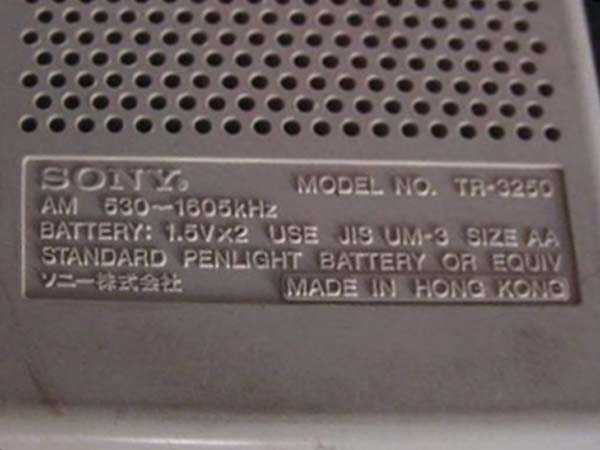 SONY. MODEL NO. TR-3250
AM 530~1605kHz
BATTERY: 1.5V×2 USE JIS UM-3 SIZE AA
STANDARD PENLIGHT BATTERY OR EQUIV
ソニー株式会社 MADE IN HONG KONG